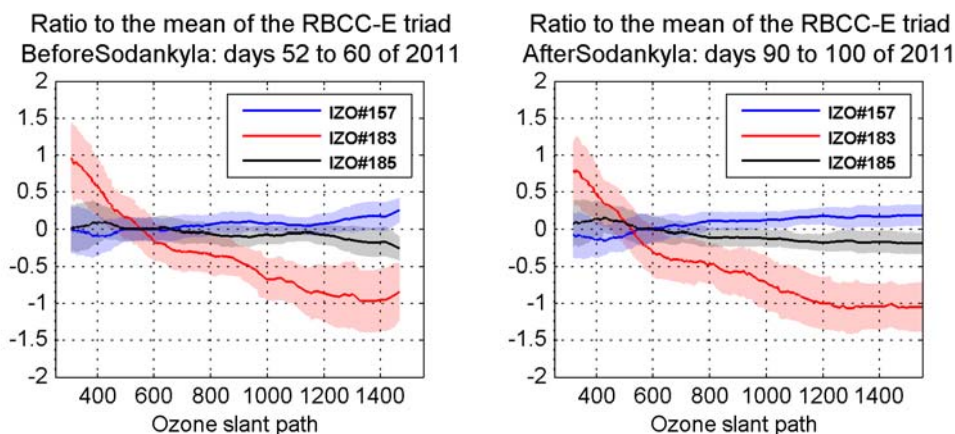 Ratio to the mean of the RBCC-E triad
BeforeSodankyla: days 52 to 60 of 2011
2
1.5
1
0.5
0
-0.5
-1
-1.5
-2
400 600 800 1000 1200 1400
Ozone slant path
IZO#157
IZO#183
IZO#185
Ratio to the mean of the RBCC-E triad
AfterSodankyla: days 90 to 100 of 2011
2
1.5
1
0.5
0
-0.5
-1
-1.5
-2
400 600 800 1000 1200 1400
Ozone slant path
IZO#157
IZO#183
IZO#185